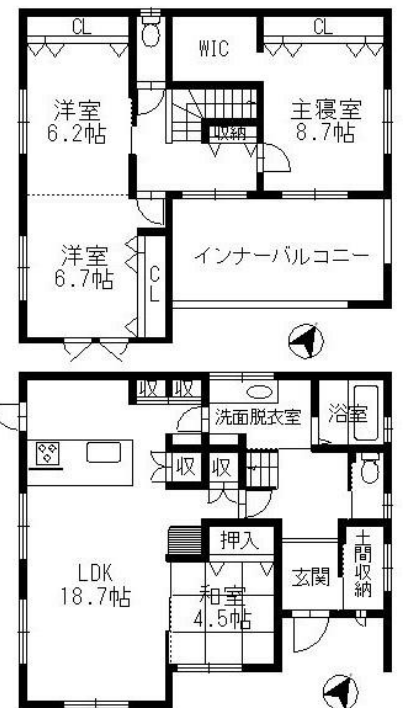 CL
WIC
CL
洋室
6.2帖
収納
主寝室
8.7帖
洋室
6.7帖
CL
インナーバルコニー
収
収
洗面脱衣室
浴室
収
収
押入
LDK
18.7帖
和室
4.5帖
玄関
土間収納